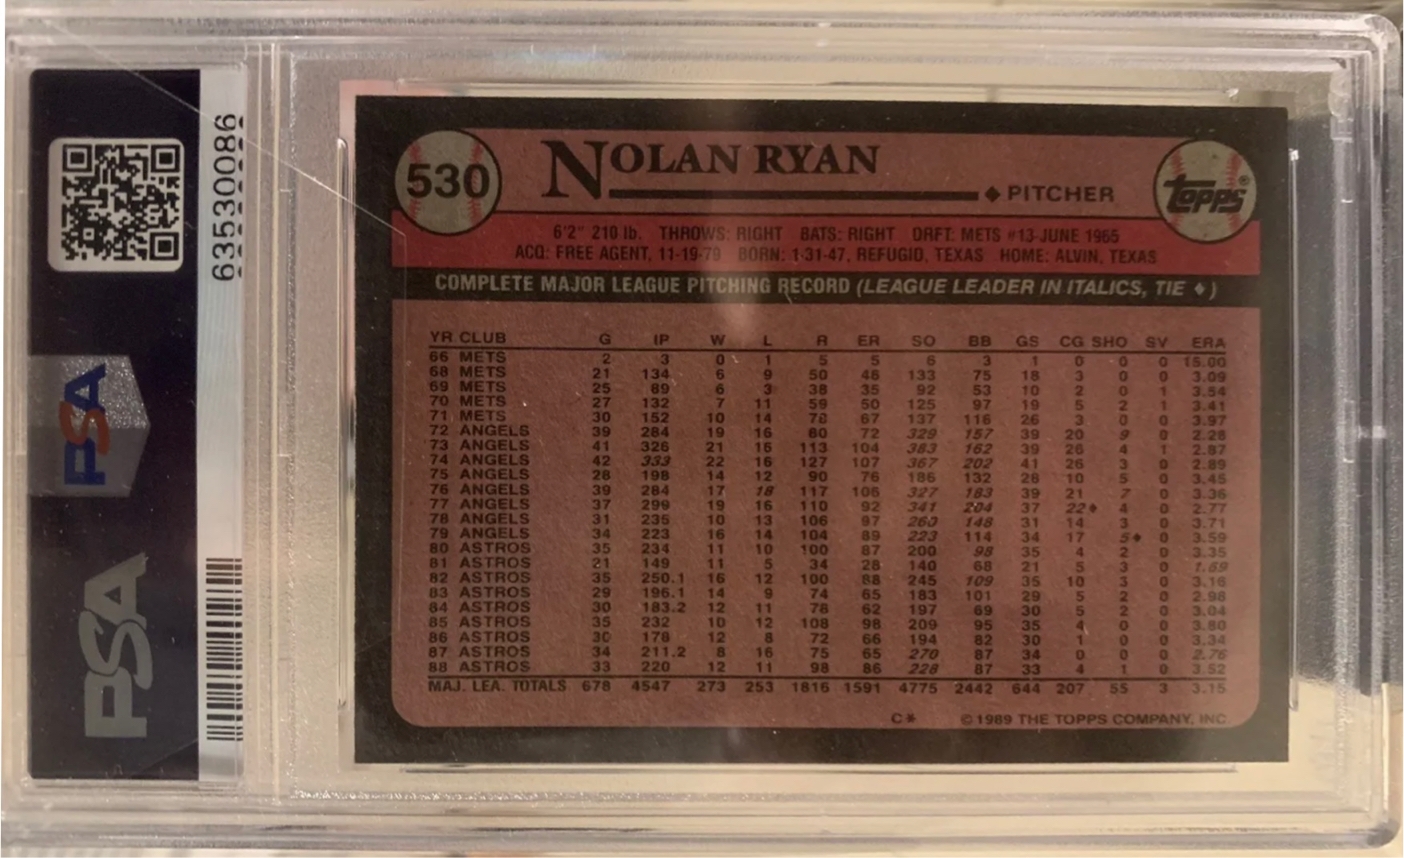 63530086
PSA
PSA
530
NOLAN RYAN
PITCHER
TOPPS®
6'2" 210 lb. THROWS: RIGHT BATS: RIGHT DRFT: METS #13-JUNE 1965
ACQ: FREE AGENT, 11-19-79 BORN: 1-31-47, REFUGIO, TEXAS HOME: ALVIN, TEXAS
COMPLETE MAJOR LEAGUE PITCHING RECORD (LEAGUE LEADER IN ITALICS, TIE ♦)
YR CLUB G IP W L R ER SO BB GS CG SHO SV ERA
66 METS 2 3 0 1 5 5 6 3 1 0 0 0 15.00
68 METS 21 134 6 9 50 46 133 75 18 3 0 0 3.09
69 METS 25 89 6 3 38 35 92 53 10 2 0 1 3.54
70 METS 27 132 7 11 59 50 125 97 19 5 2 1 3.41
71 METS 30 152 10 14 78 67 137 116 26 3 0 0 3.97
72 ANGELS 39 284 19 16 80 72 329 157 39 20 9 0 2.28
73 ANGELS 41 326 21 16 113 104 383 162 39 26 4 1 2.87
74 ANGELS 42 333 22 16 127 107 367 202 41 26 3 0 2.89
75 ANGELS 28 198 14 12 90 76 186 132 28 10 5 0 3.45
76 ANGELS 39 284 17 18 117 106 327 183 39 21 7 0 3.36
77 ANGELS 37 299 19 16 110 92 341 204 37 22♦ 4 0 2.77
78 ANGELS 31 235 10 13 106 97 260 148 31 14 3 0 3.71
79 ANGELS 34 223 16 14 104 89 223 114 34 17 5♦ 0 3.59
80 ASTROS 35 234 11 10 100 87 200 98 35 4 2 0 3.35
81 ASTROS 21 149 11 5 34 28 140 68 21 5 3 0 1.69
82 ASTROS 35 250.1 16 12 100 88 245 109 35 10 3 0 3.16
83 ASTROS 29 196.1 14 9 74 65 183 101 29 5 2 0 2.98
84 ASTROS 30 183.2 12 11 78 62 197 69 30 5 2 0 3.04
85 ASTROS 35 232 10 12 108 98 209 95 35 4 0 0 3.80
86 ASTROS 30 178 12 8 72 66 194 82 30 1 0 0 3.34
87 ASTROS 34 211.2 8 16 75 65 270 87 34 0 0 0 2.76
88 ASTROS 33 220 12 11 98 86 228 87 33 4 1 0 3.52
MAJ. LEA. TOTALS 678 4547 273 253 1816 1591 4775 2442 644 207 55 3 3.15
C* ©1989 THE TOPPS COMPANY, INC.